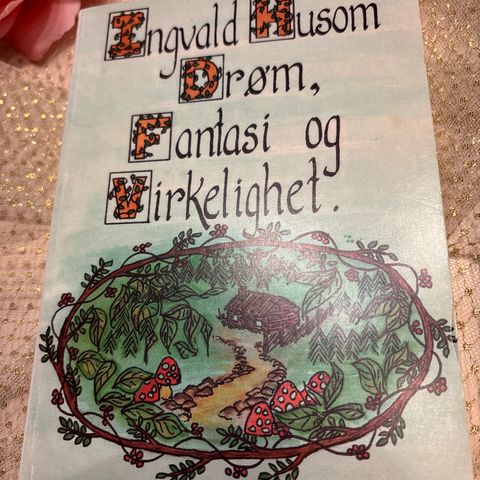 Ingvald Husom
Drøm,
Fantasi og
Virkelighet.